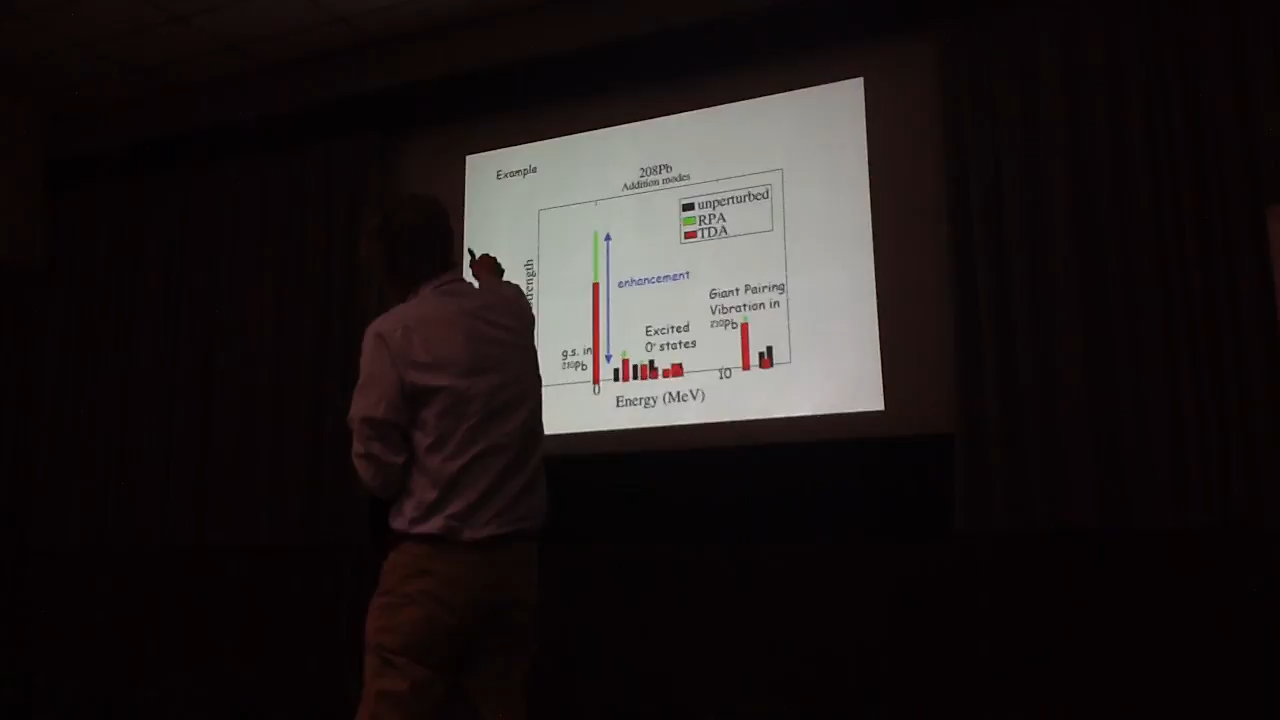 Example
208Pb
Addition modes
unperturbed
RPA
TDA
enhancement
Giant Pairing
Vibration in
210Pb
Excited
0+ states
g.s. in
210Pb
0
10
Energy (MeV)